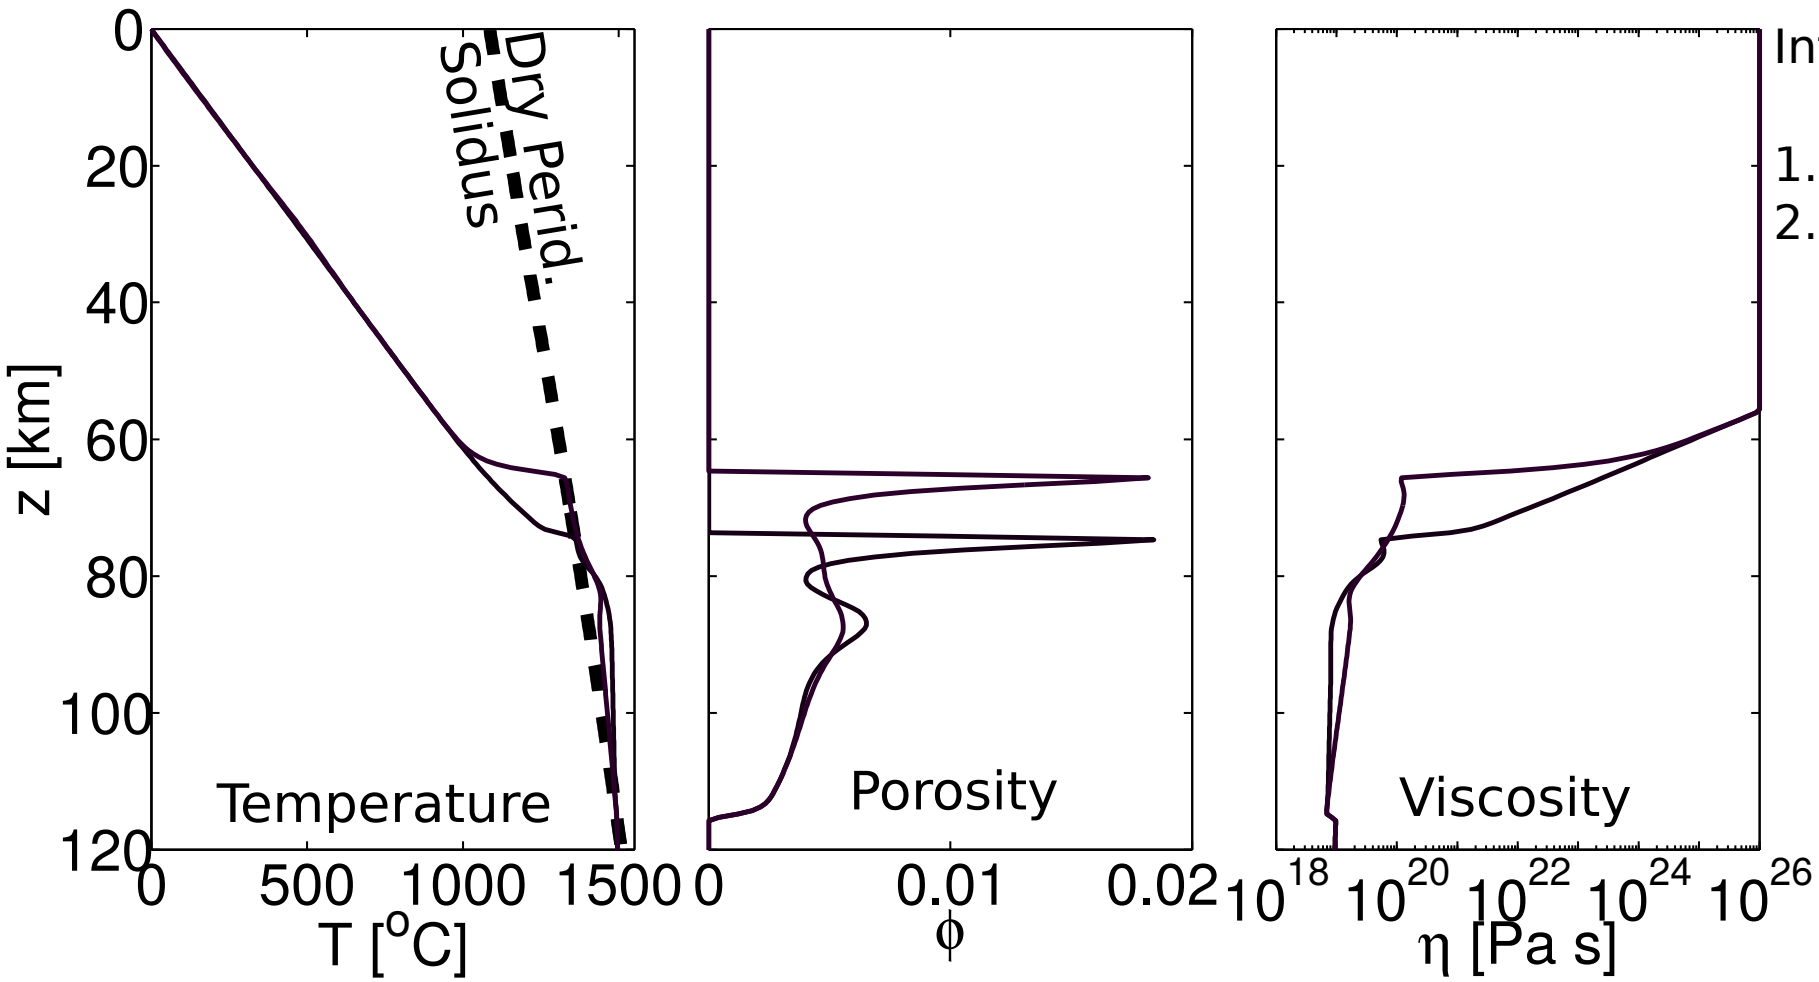 0
20
40
60
80
100
120
z [km]
Dry Perid.
Solidus
Temperature
0 500 1000 1500
T [°C]
Porosity
0 0.01 0.02
ϕ
Viscosity
10^18 10^20 10^22 10^24 10^26
η [Pa s]
1.
2.